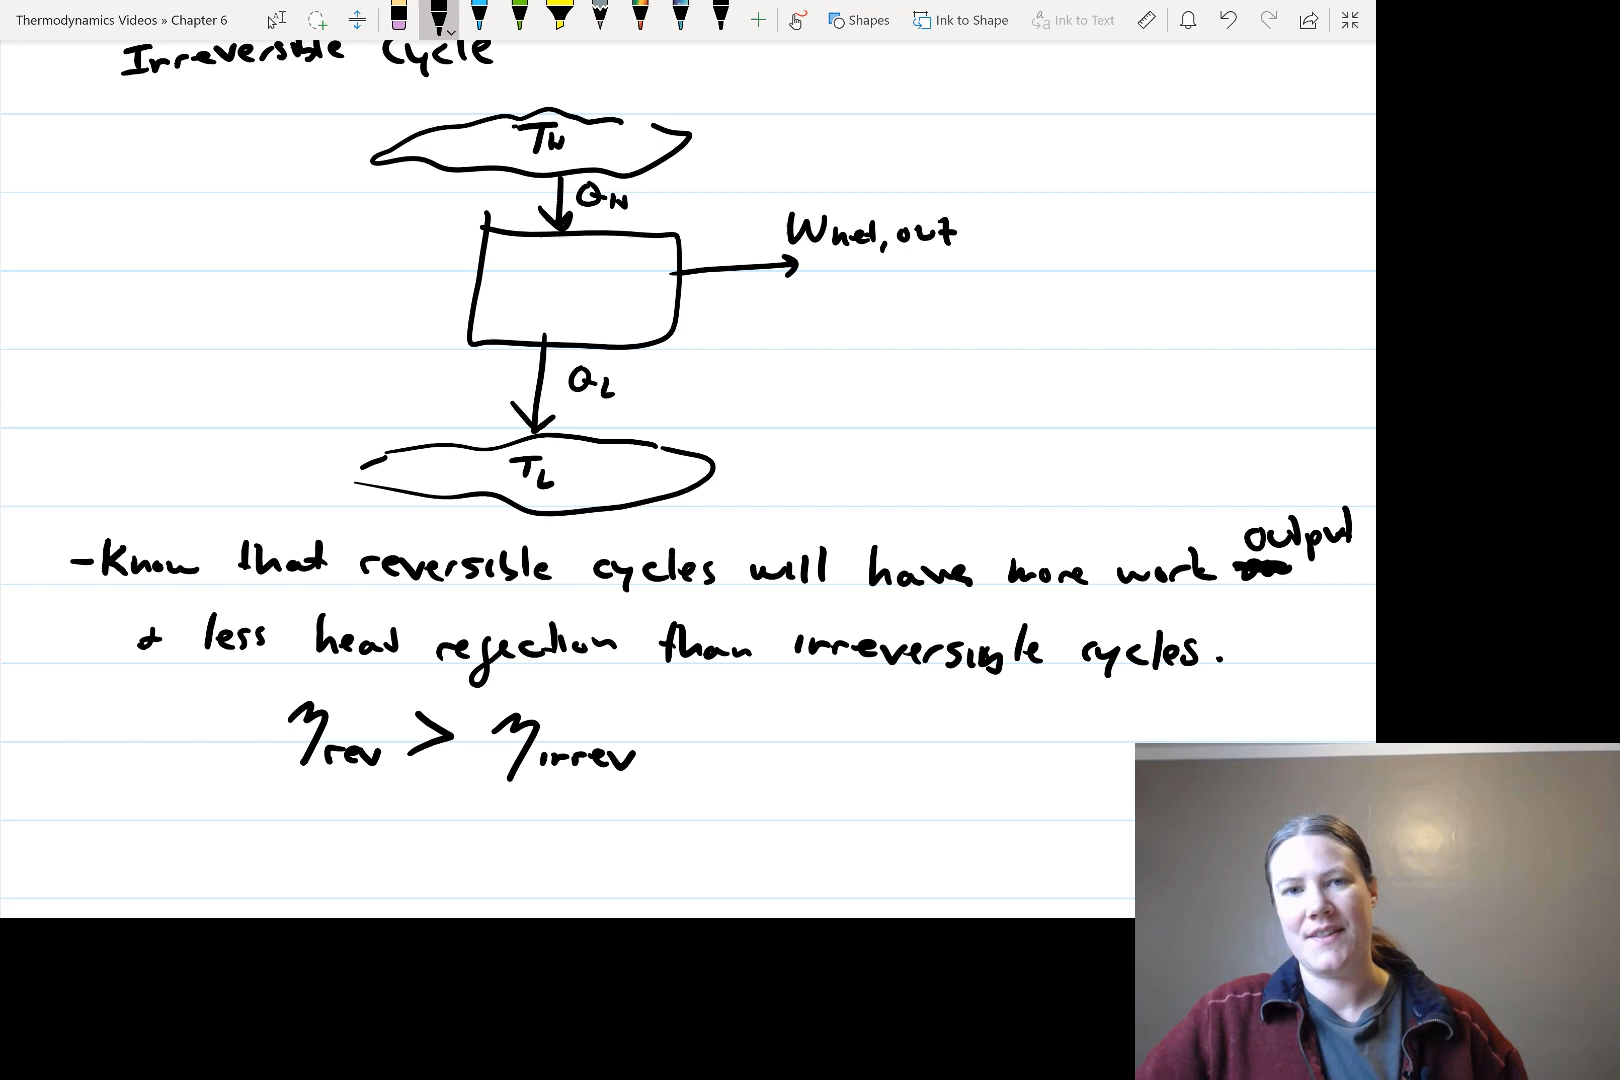 Thermodynamics Videos » Chapter 6
Shapes
Ink to Shape
Ink to Text
Irreversible Cycle
TH
QH
Wnet, out
QL
TL
- Know that reversible cycles will have more work output
+ less heat rejection than irreversible cycles.
ηrev > ηirrev